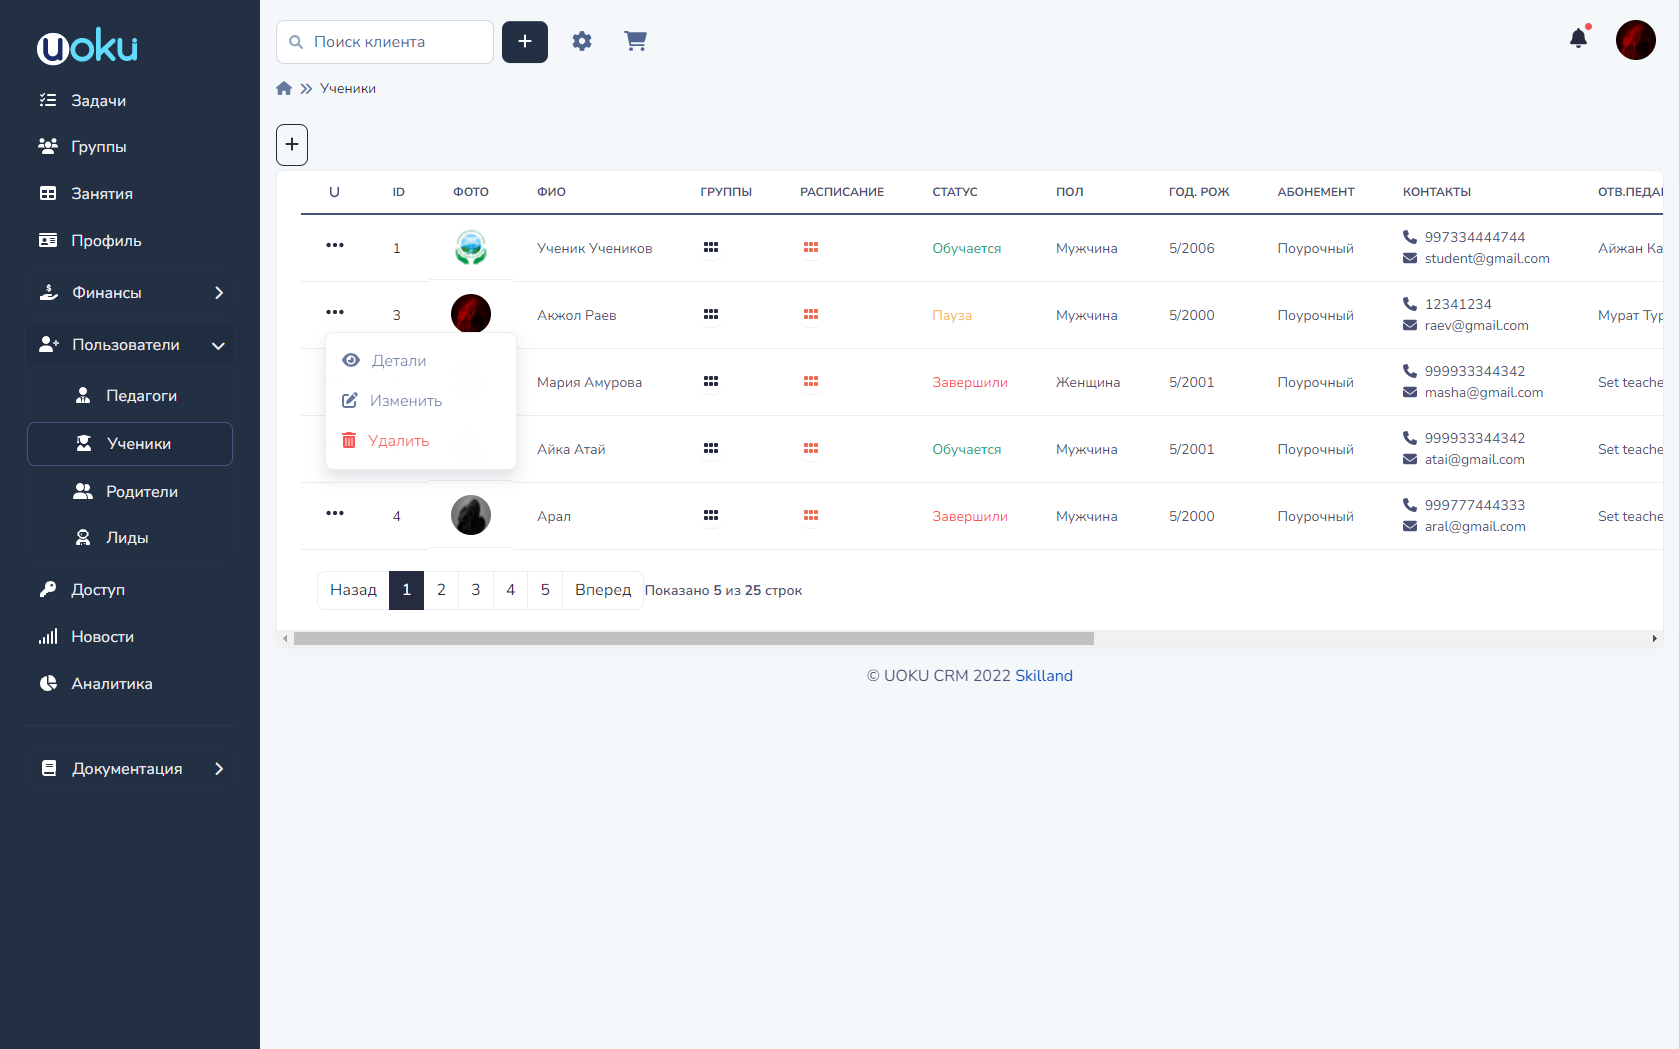 uoku
Задачи
Группы
Занятия
Профиль
Финансы
Пользователи
Педагоги
Ученики
Родители
Лиды
Доступ
Новости
Аналитика
Документация
Поиск клиента
Ученики
U ID ФОТО ФИО ГРУППЫ РАСПИСАНИЕ СТАТУС ПОЛ ГОД. РОЖ АБОНЕМЕНТ КОНТАКТЫ ОТВ.ПЕДА
1 Ученик Учеников Обучается Мужчина 5/2006 Поурочный 997334444744 student@gmail.com Айжан Ка
3 Акжол Раев Пауза Мужчина 5/2000 Поурочный 12341234 raev@gmail.com Мурат Тур
Мария Амурова Завершили Женщина 5/2001 Поурочный 999933344342 masha@gmail.com Set teache
Айка Атай Обучается Мужчина 5/2001 Поурочный 999933344342 atai@gmail.com Set teache
4 Арал Завершили Мужчина 5/2000 Поурочный 999777444333 aral@gmail.com Set teache
Детали
Изменить
Удалить
Назад 1 2 3 4 5 Вперед Показано 5 из 25 строк
© UOKU CRM 2022 Skilland